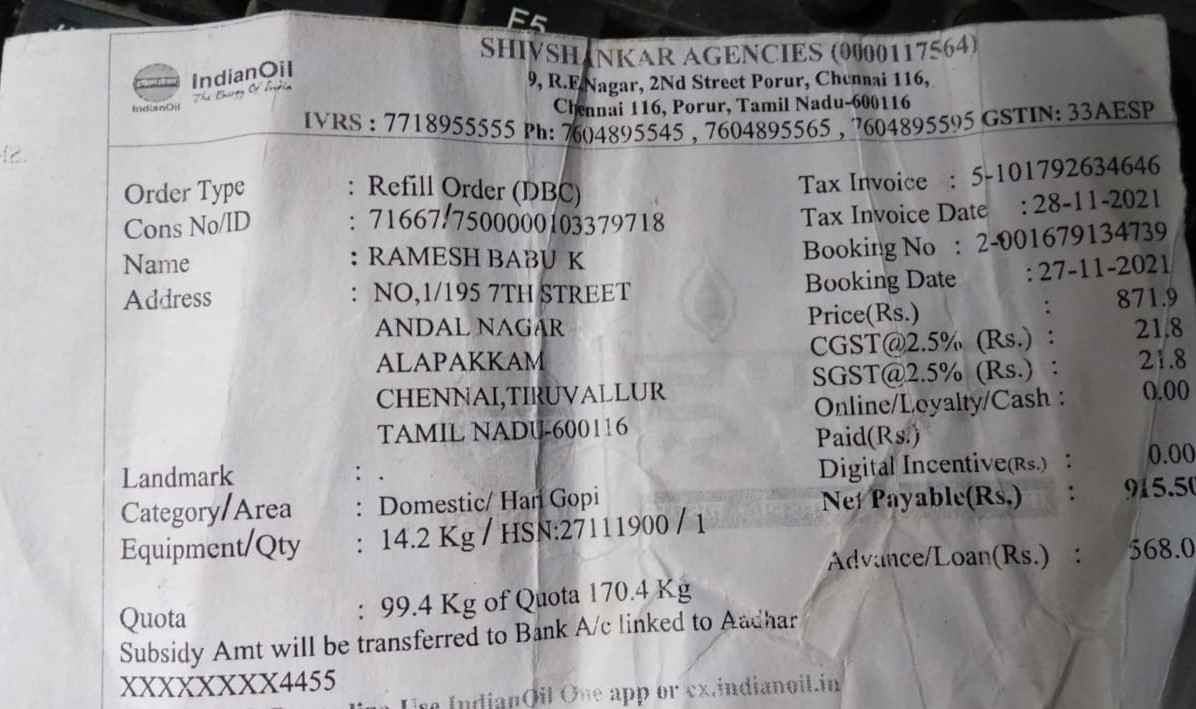 F5
SHIVSHANKAR AGENCIES (0000117564)
IndianOil
The Energy Of India
IndianOil
9, R.E.Nagar, 2Nd Street Porur, Chennai 116,
Chennai 116, Porur, Tamil Nadu-600116
IVRS : 7718955555 Ph: 7604895545 , 7604895565 , 7604895595 GSTIN: 33AESP
Order Type : Refill Order (DBC) Tax Invoice : 5-101792634646
Cons No/ID : 71667/7500000103379718 Tax Invoice Date : 28-11-2021
Name : RAMESH BABU K Booking No : 2-001679134739
Address : NO,1/195 7TH STREET Booking Date : 27-11-2021
ANDAL NAGAR Price(Rs.) : 871.9
ALAPAKKAM CGST@2.5% (Rs.) : 21.8
CHENNAI,TIRUVALLUR SGST@2.5% (Rs.) : 21.8
TAMIL NADU-600116 Online/Loyalty/Cash : 0.00
Paid(Rs.)
Landmark : . Digital Incentive(Rs.) : 0.00
Category/Area : Domestic/ Hari Gopi Net Payable(Rs.) : 915.50
Equipment/Qty : 14.2 Kg / HSN:27111900 / 1
Advance/Loan(Rs.) : 568.0
Quota : 99.4 Kg of Quota 170.4 Kg
Subsidy Amt will be transferred to Bank A/c linked to Aadhar
XXXXXXXX4455
Use IndianOil One app or cx.indianoil.in